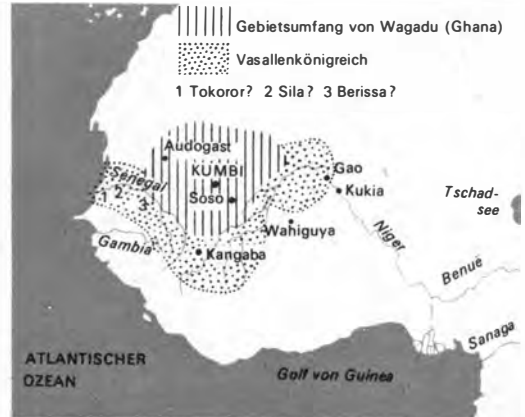 Gebietsumfang von Wagadu (Ghana)
Vasallenkönigreich
1 Tokoror? 2 Sila? 3 Berissa?
Audogast
KUMBI
Soso
Senegal
1 2 3
Gao
Kukia
Tschad-
see
Wahiguya
Gambia
Kangaba
Niger
Benue
Sanaga
ATLANTISCHER
OZEAN
Golf von Guinea